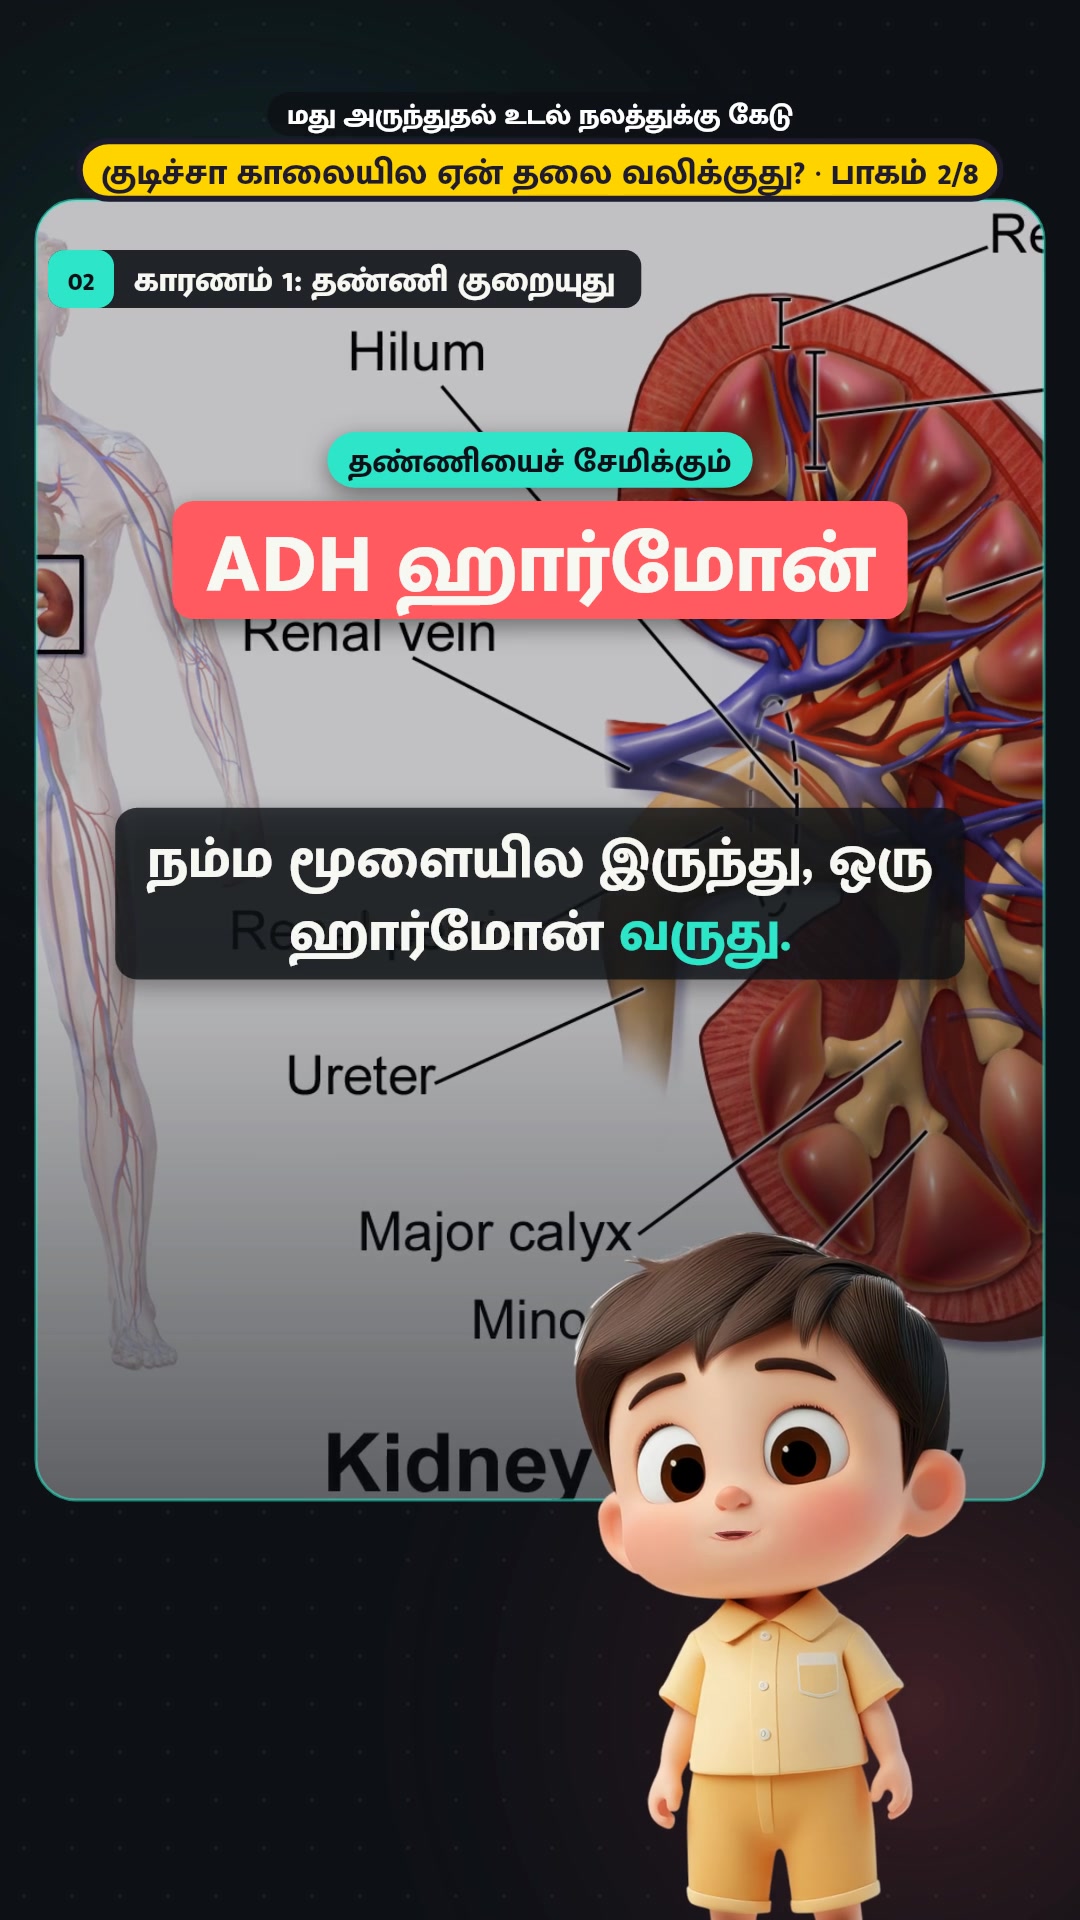 மது அருந்துதல் உடல் நலத்துக்கு கேடு
குடிச்சா காலையில ஏன் தலை வலிக்குது? · பாகம் 2/8
02 காரணம் 1: தண்ணி குறையுது
Hilum
தண்ணியைச் சேமிக்கும்
ADH ஹார்மோன்
Renal vein
நம்ம மூளையில இருந்து, ஒரு
ஹார்மோன் வருது.
Ureter
Major calyx
Kidney